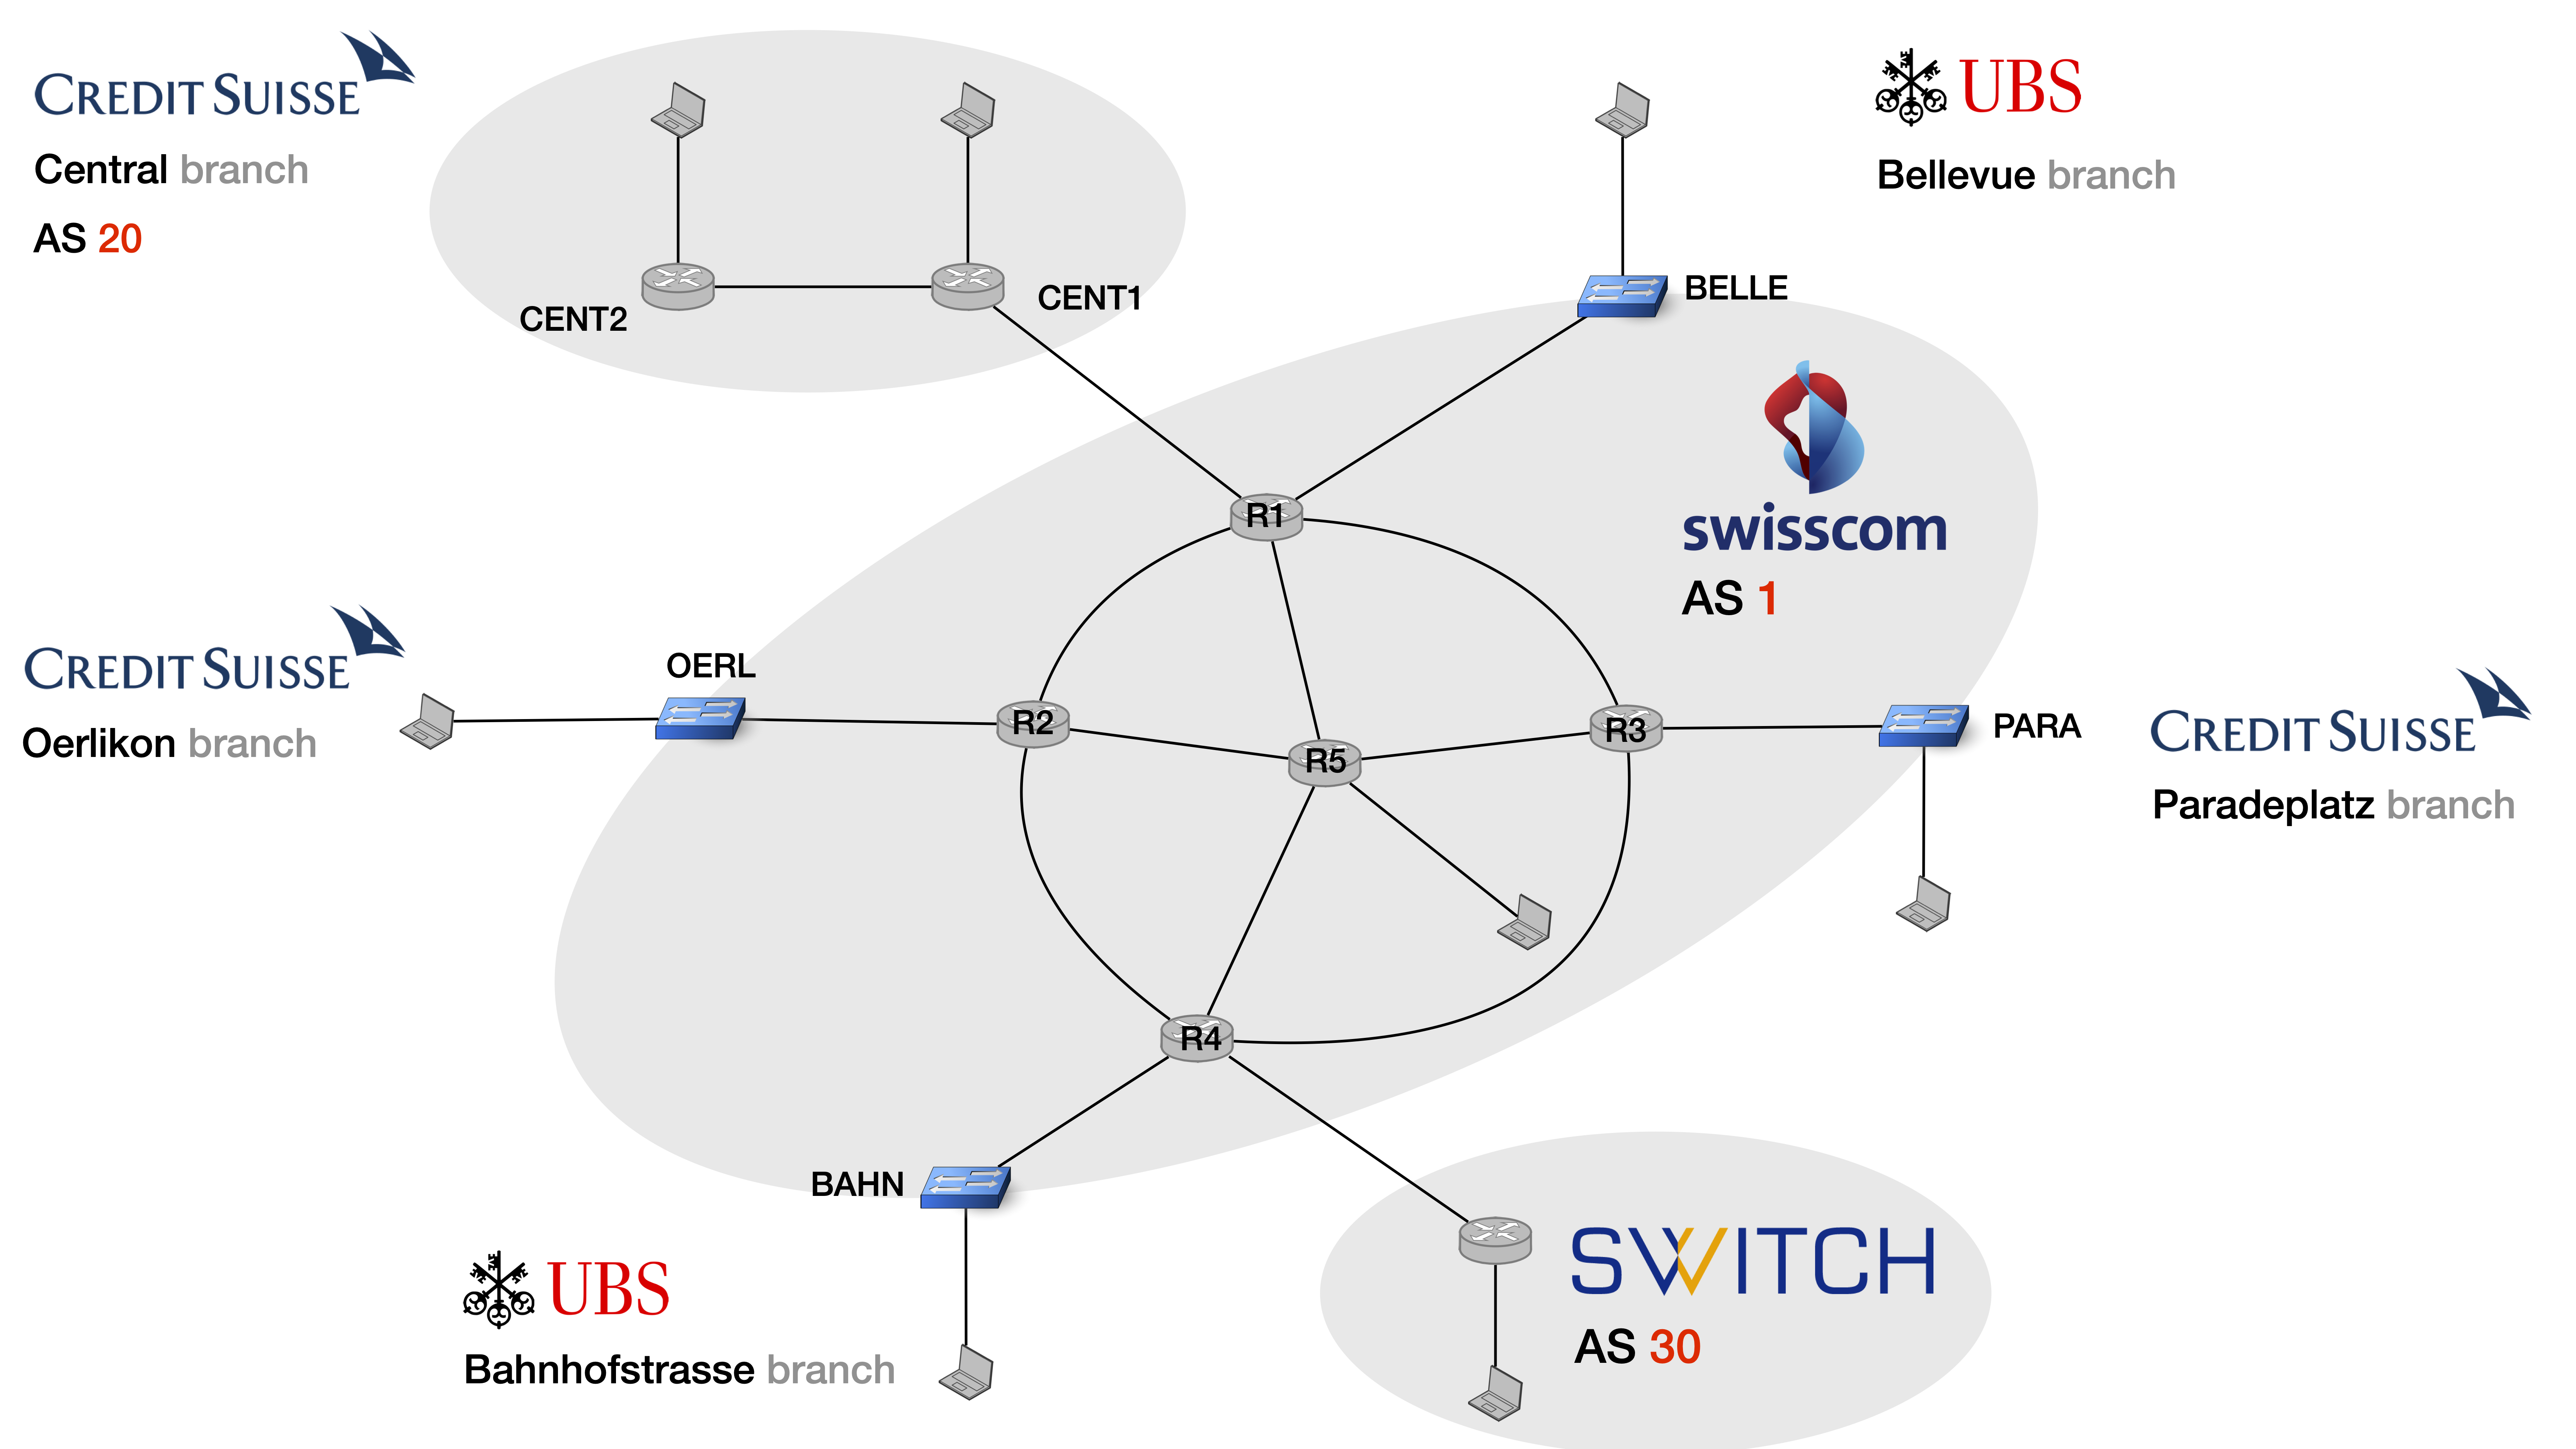 CREDIT SUISSE
Central branch
AS 20
CENT2
CENT1
UBS
Bellevue branch
BELLE
swisscom
AS 1
R1
CREDIT SUISSE
Oerlikon branch
OERL
R2
R5
R3
PARA
CREDIT SUISSE
Paradeplatz branch
R4
BAHN
UBS
Bahnhofstrasse branch
SWITCH
AS 30